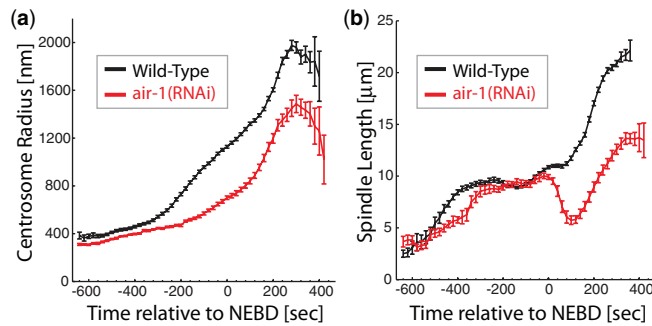 (a)
Centrosome Radius [nm]
2000
1600
1200
800
400
0
Wild-Type
air-1(RNAi)
-600 -400 -200 0 200 400
Time relative to NEBD [sec]
(b)
Spindle Length [μm]
25
20
15
10
5
0
Wild-Type
air-1(RNAi)
-600 -400 -200 0 200 400
Time relative to NEBD [sec]